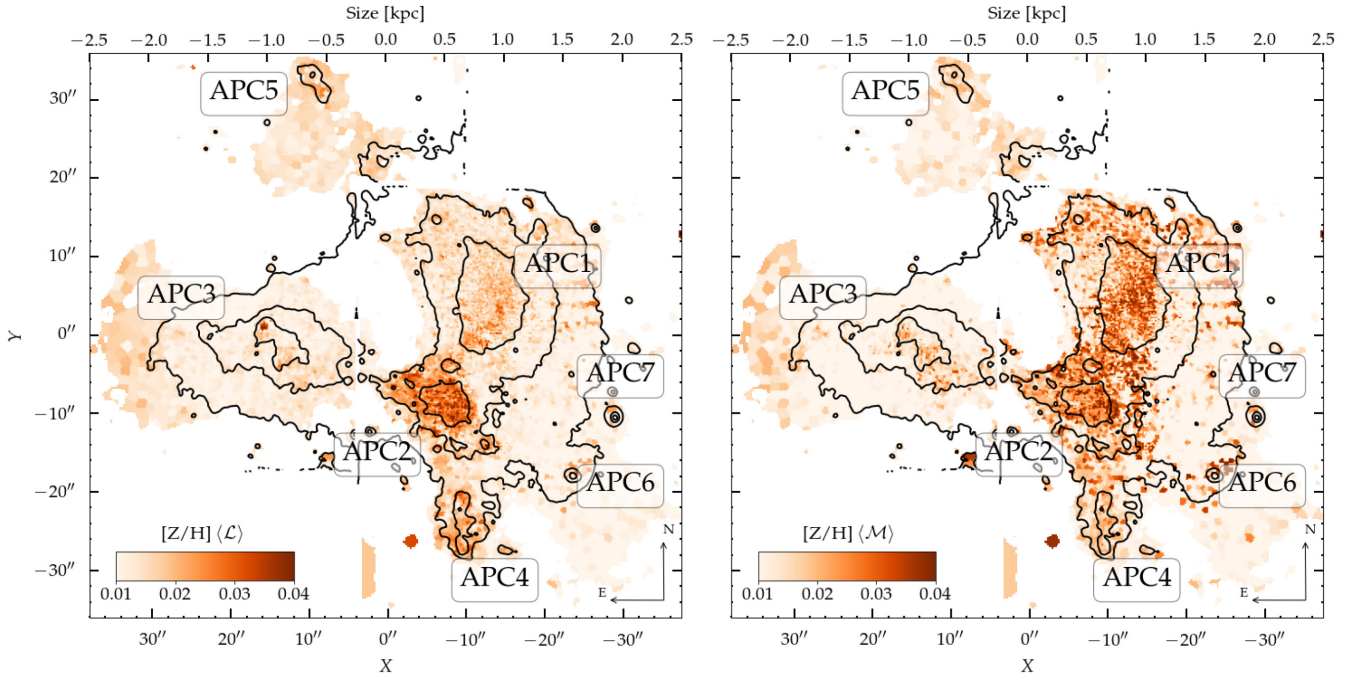 Size [kpc]
−2.5 −2.0 −1.5 −1.0 −0.5 0.0 0.5 1.0 1.5 2.0 2.5
30″
20″
10″
0″
−10″
−20″
−30″
Y
APC5
APC1
APC3
APC7
APC2
APC6
APC4
[Z/H] ⟨ℒ⟩
0.01 0.02 0.03 0.04
N
E
30″ 20″ 10″ 0″ −10″ −20″ −30″
X
Size [kpc]
−2.5 −2.0 −1.5 −1.0 −0.5 0.0 0.5 1.0 1.5 2.0 2.5
APC5
APC1
APC3
APC7
APC2
APC6
APC4
[Z/H] ⟨ℳ⟩
0.01 0.02 0.03 0.04
N
E
30″ 20″ 10″ 0″ −10″ −20″ −30″
X